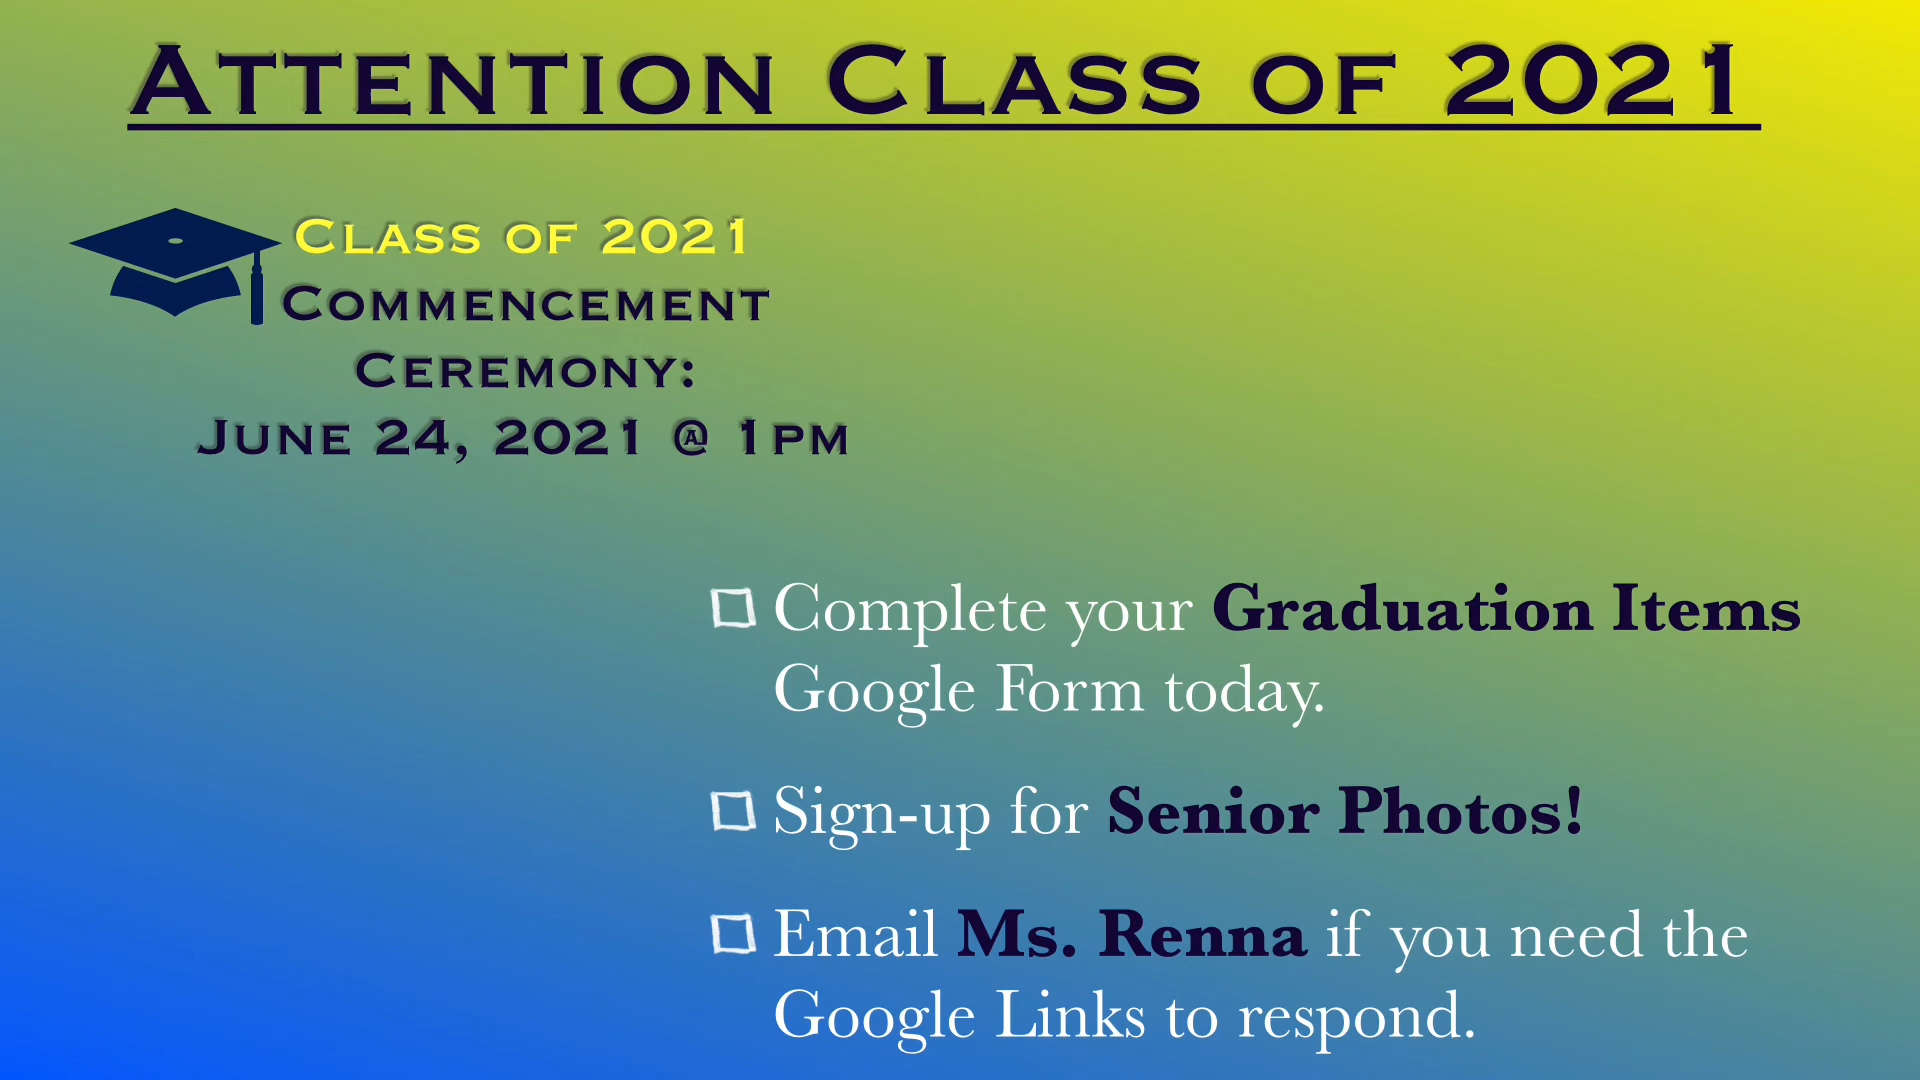 Attention Class of 2021
Class of 2021
Commencement
Ceremony:
June 24, 2021 @ 1pm
Complete your Graduation Items
Google Form today.
Sign-up for Senior Photos!
Email Ms. Renna if you need the
Google Links to respond.